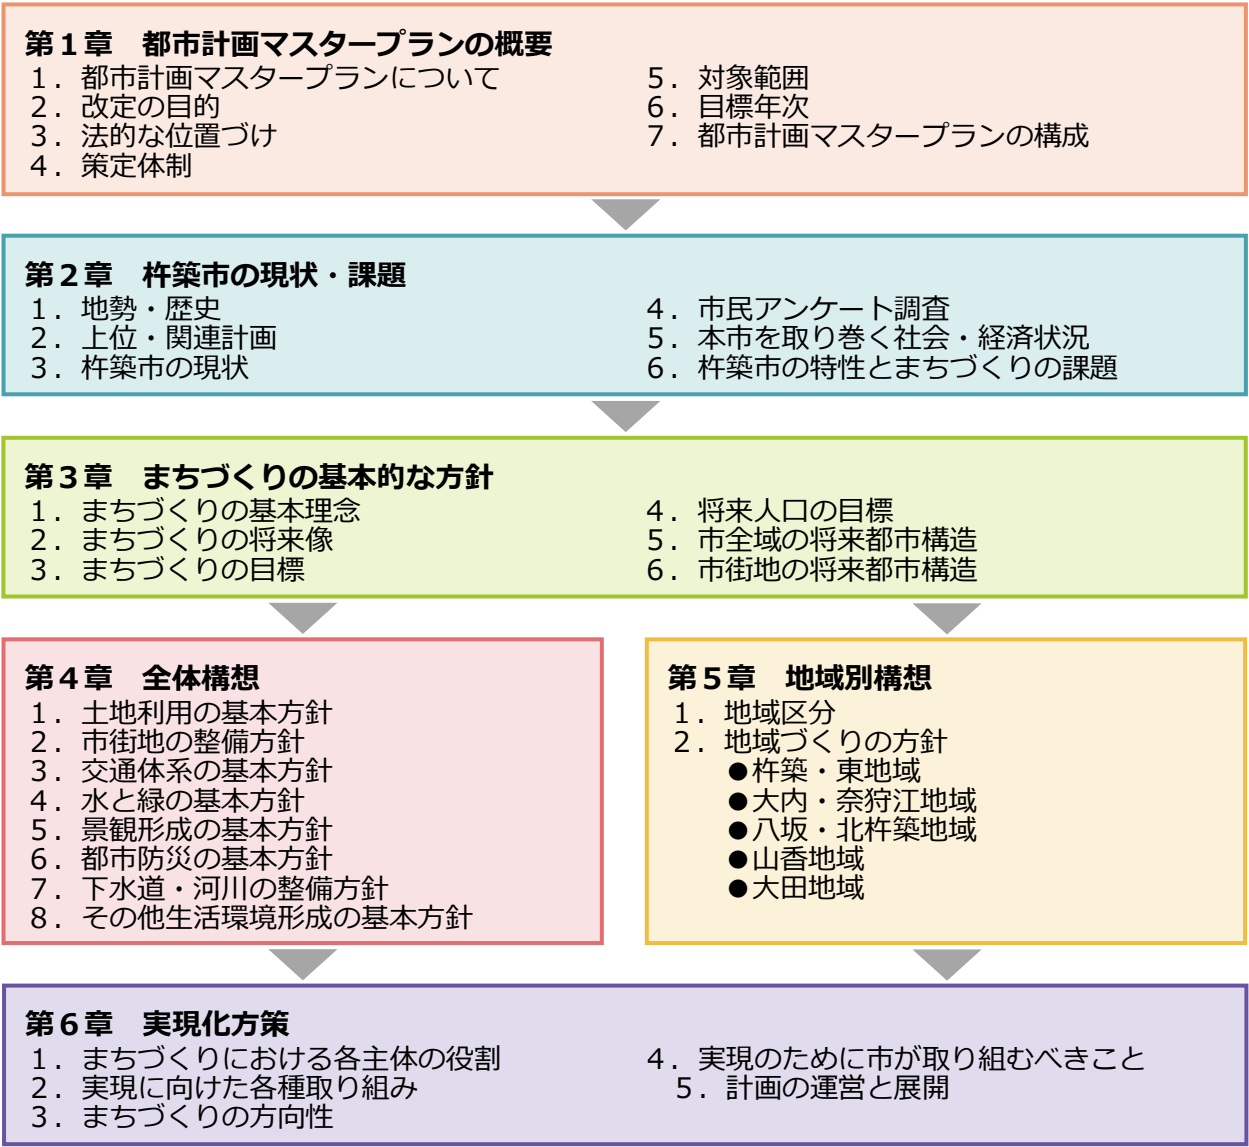 第１章　都市計画マスタープランの概要
１．都市計画マスタープランについて
２．改定の目的
３．法的な位置づけ
４．策定体制
５．対象範囲
６．目標年次
７．都市計画マスタープランの構成
第２章　杵築市の現状・課題
１．地勢・歴史
２．上位・関連計画
３．杵築市の現状
４．市民アンケート調査
５．本市を取り巻く社会・経済状況
６．杵築市の特性とまちづくりの課題
第３章　まちづくりの基本的な方針
１．まちづくりの基本理念
２．まちづくりの将来像
３．まちづくりの目標
４．将来人口の目標
５．市全域の将来都市構造
６．市街地の将来都市構造
第４章　全体構想
１．土地利用の基本方針
２．市街地の整備方針
３．交通体系の基本方針
４．水と緑の基本方針
５．景観形成の基本方針
６．都市防災の基本方針
７．下水道・河川の整備方針
８．その他生活環境形成の基本方針
第５章　地域別構想
１．地域区分
２．地域づくりの方針
●杵築・東地域
●大内・奈狩江地域
●八坂・北杵築地域
●山香地域
●大田地域
第６章　実現化方策
１．まちづくりにおける各主体の役割
２．実現に向けた各種取り組み
３．まちづくりの方向性
４．実現のために市が取り組むべきこと
５．計画の運営と展開